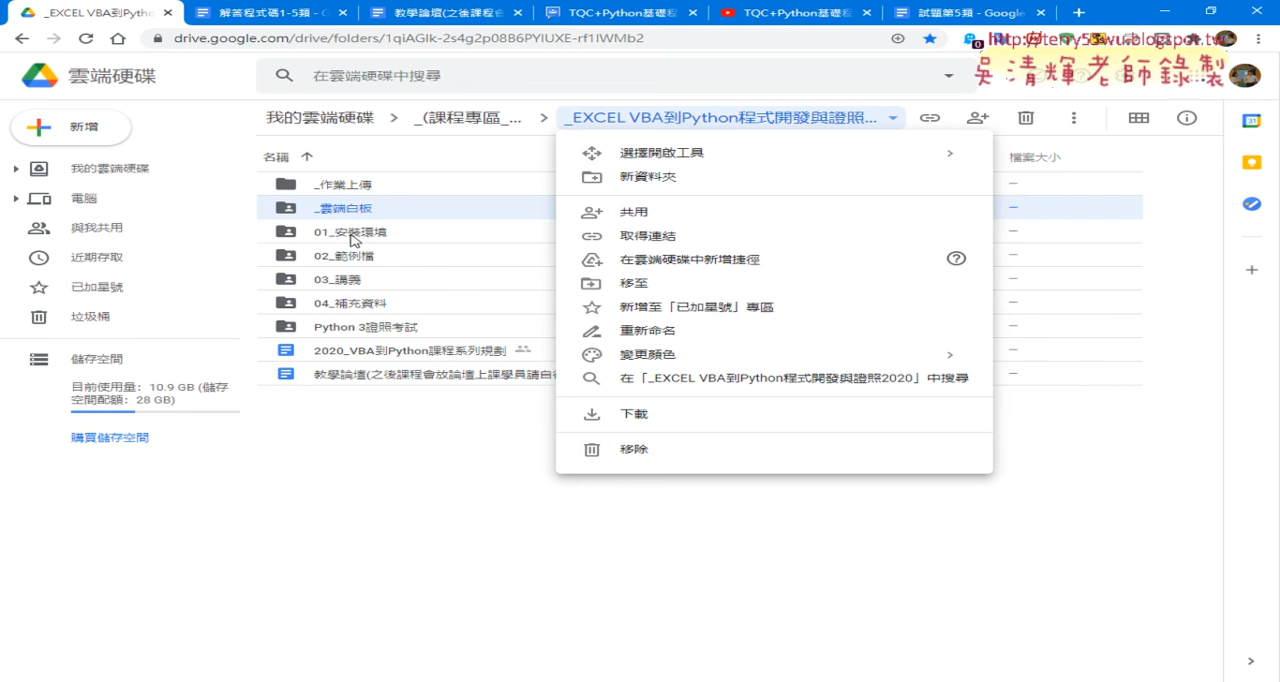 _EXCEL VBA到Pytho
解答程式碼1-5類 - G
教學論壇(之後課程會
TQC+Python基礎程
TQC+Python基礎程
試題第5類 - Google
drive.google.com/drive/folders/1qiAGIk-2s4g2p08B6PYIUXE-rf1IWMb2
http://terry55wu.blogspot.tw
吳清輝老師錄製
雲端硬碟
在雲端硬碟中搜尋
新增
我的雲端硬碟
電腦
與我共用
近期存取
已加星號
垃圾桶
儲存空間
目前使用量：10.9 GB (儲存
空間配額：28 GB)
購買儲存空間
我的雲端硬碟 > _(課程專區_... > _EXCEL VBA到Python程式開發與證照...
名稱
檔案大小
_作業上傳
_雲端白板
01_安裝環境
02_範例檔
03_講義
04_補充資料
Python 3證照考試
2020_VBA到Python課程系列規劃
教學論壇(之後課程會放論壇上課學員請自
選擇開啟工具
新資料夾
共用
取得連結
在雲端硬碟中新增捷徑
移至
新增至「已加星號」專區
重新命名
變更顏色
在「_EXCEL VBA到Python程式開發與證照2020」中搜尋
下載
移除